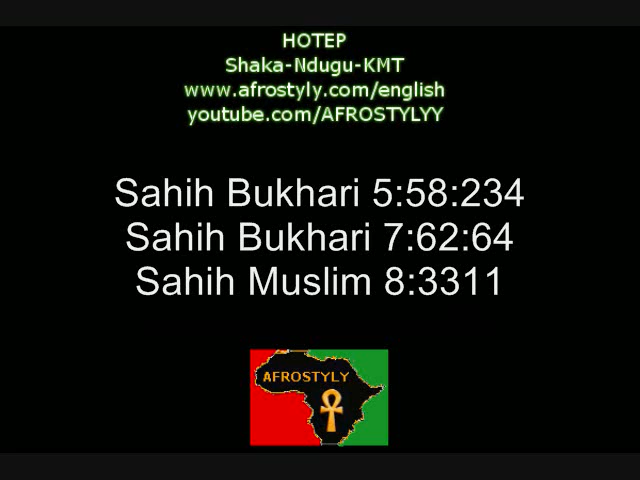 HOTEP
Shaka-Ndugu-KMT
www.afrostyly.com/english
youtube.com/AFROSTYLYY
Sahih Bukhari 5:58:234
Sahih Bukhari 7:62:64
Sahih Muslim 8:3311
AFROSTYLY